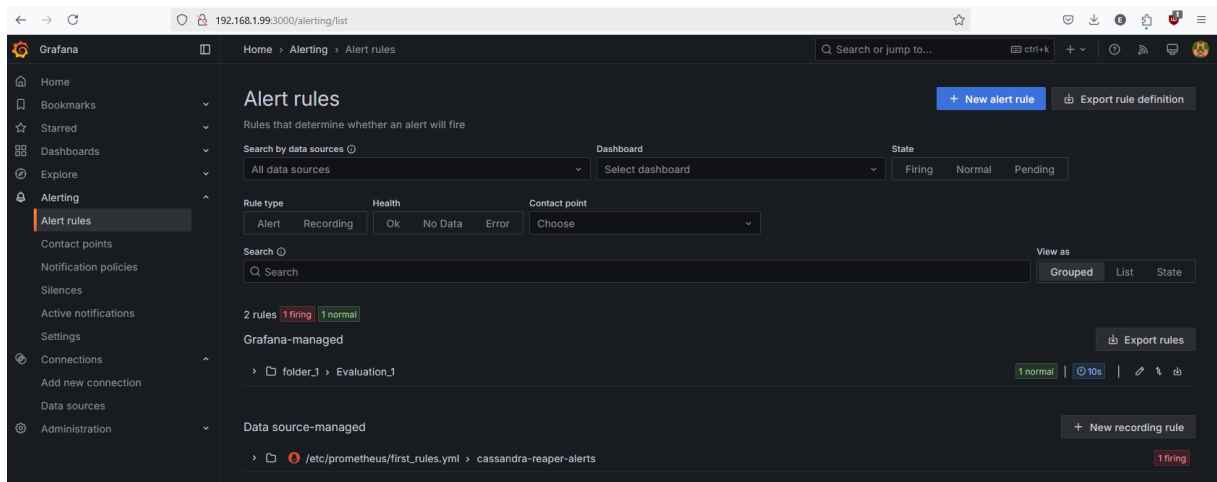 192.168.1.99:3000/alerting/list
1
Grafana
Home › Alerting › Alert rules
Search or jump to...
ctrl+k
Home
Bookmarks
Starred
Dashboards
Explore
Alerting
Alert rules
Contact points
Notification policies
Silences
Active notifications
Settings
Connections
Add new connection
Data sources
Administration
Alert rules
+ New alert rule
Export rule definition
Rules that determine whether an alert will fire
Search by data sources
Dashboard
State
All data sources
Select dashboard
Firing Normal Pending
Rule type
Health
Contact point
Alert Recording
Ok No Data Error
Choose
Search
View as
Search
Grouped List State
2 rules 1 firing 1 normal
Grafana-managed
Export rules
folder_1 › Evaluation_1
1 normal | 10s |
Data source-managed
+ New recording rule
/etc/prometheus/first_rules.yml › cassandra-reaper-alerts
1 firing